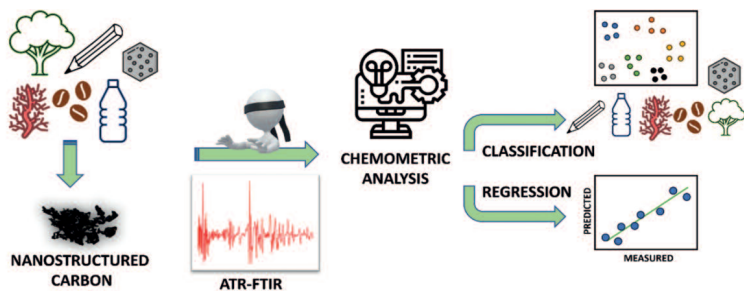 NANOSTRUCTURED
CARBON
ATR-FTIR
CHEMOMETRIC
ANALYSIS
CLASSIFICATION
REGRESSION
PREDICTED
MEASURED